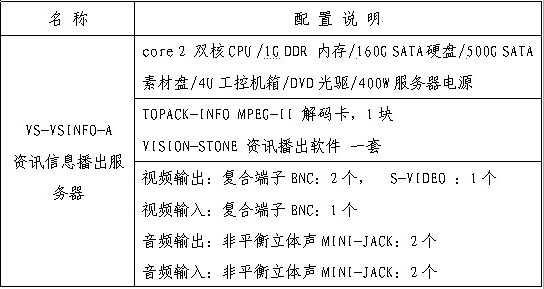 名 称
配 置 说 明
VS-VSINFO-A
资讯信息播出服
务器
core 2 双核CPU/1G DDR 内存/160G SATA硬盘/500G SATA
素材盘/4U 工控机箱/DVD 光驱/400W 服务器电源
TOPACK-INFO MPEG-II 解码卡，1 块
VISION-STONE 资讯播出软件 一套
视频输出：复合端子 BNC：2 个， S-VIDEO ：1 个
视频输入：复合端子 BNC：1 个
音频输出：非平衡立体声 MINI-JACK：2 个
音频输入：非平衡立体声 MINI-JACK：2 个